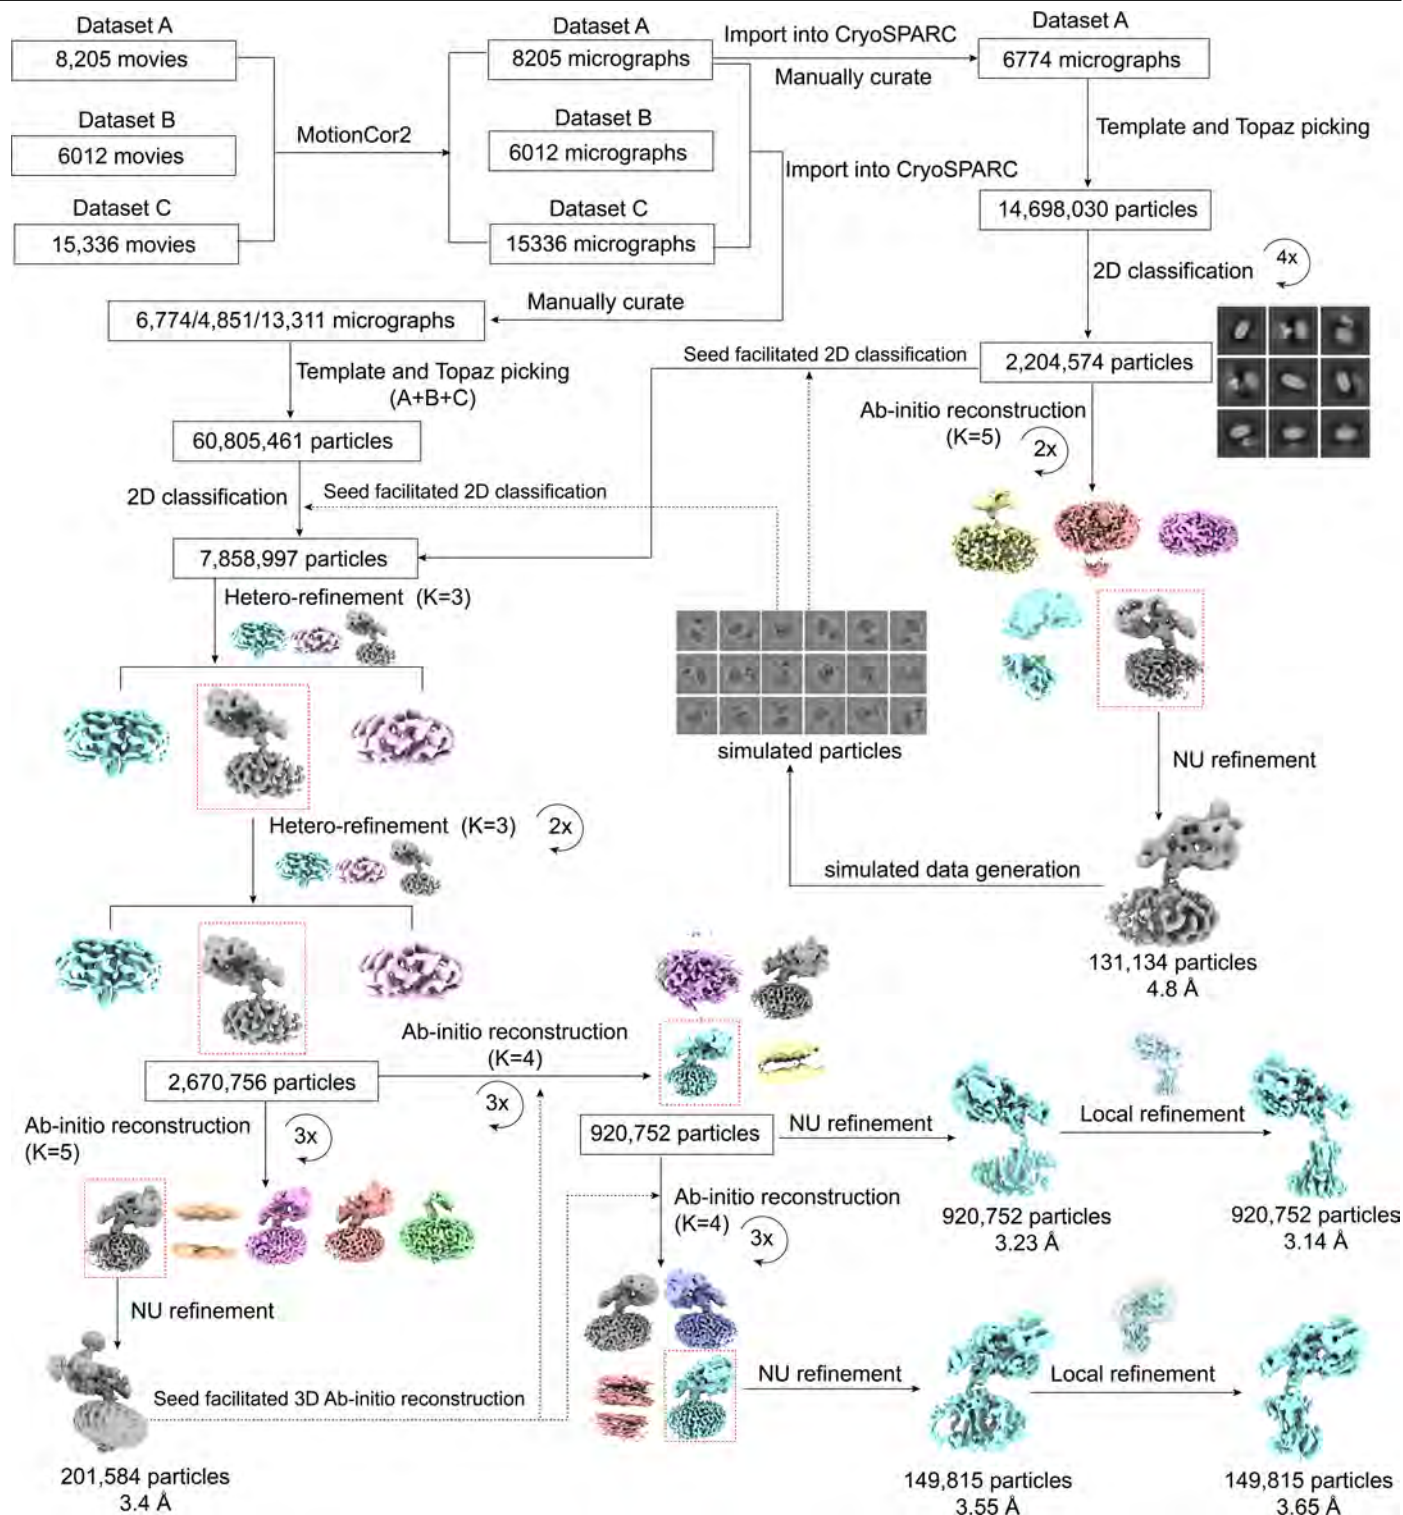 Dataset A
8,205 movies
Dataset B
6012 movies
Dataset C
15,336 movies
MotionCor2
Dataset A
8205 micrographs
Dataset B
6012 micrographs
Dataset C
15336 micrographs
Import into CryoSPARC
Manually curate
Dataset A
6774 micrographs
Template and Topaz picking
14,698,030 particles
2D classification
4x
2,204,574 particles
Import into CryoSPARC
Manually curate
6,774/4,851/13,311 micrographs
Template and Topaz picking
(A+B+C)
60,805,461 particles
2D classification
Seed facilitated 2D classification
Seed facilitated 2D classification
7,858,997 particles
Ab-initio reconstruction
(K=5)
2x
NU refinement
131,134 particles
4.8 Å
simulated data generation
simulated particles
Hetero-refinement (K=3)
Hetero-refinement (K=3)
2x
2,670,756 particles
Ab-initio reconstruction
(K=4)
3x
Ab-initio reconstruction
(K=5)
3x
NU refinement
201,584 particles
3.4 Å
Seed facilitated 3D Ab-initio reconstruction
920,752 particles
NU refinement
920,752 particles
3.23 Å
Local refinement
920,752 particles
3.14 Å
Ab-initio reconstruction
(K=4)
3x
NU refinement
149,815 particles
3.55 Å
Local refinement
149,815 particles
3.65 Å